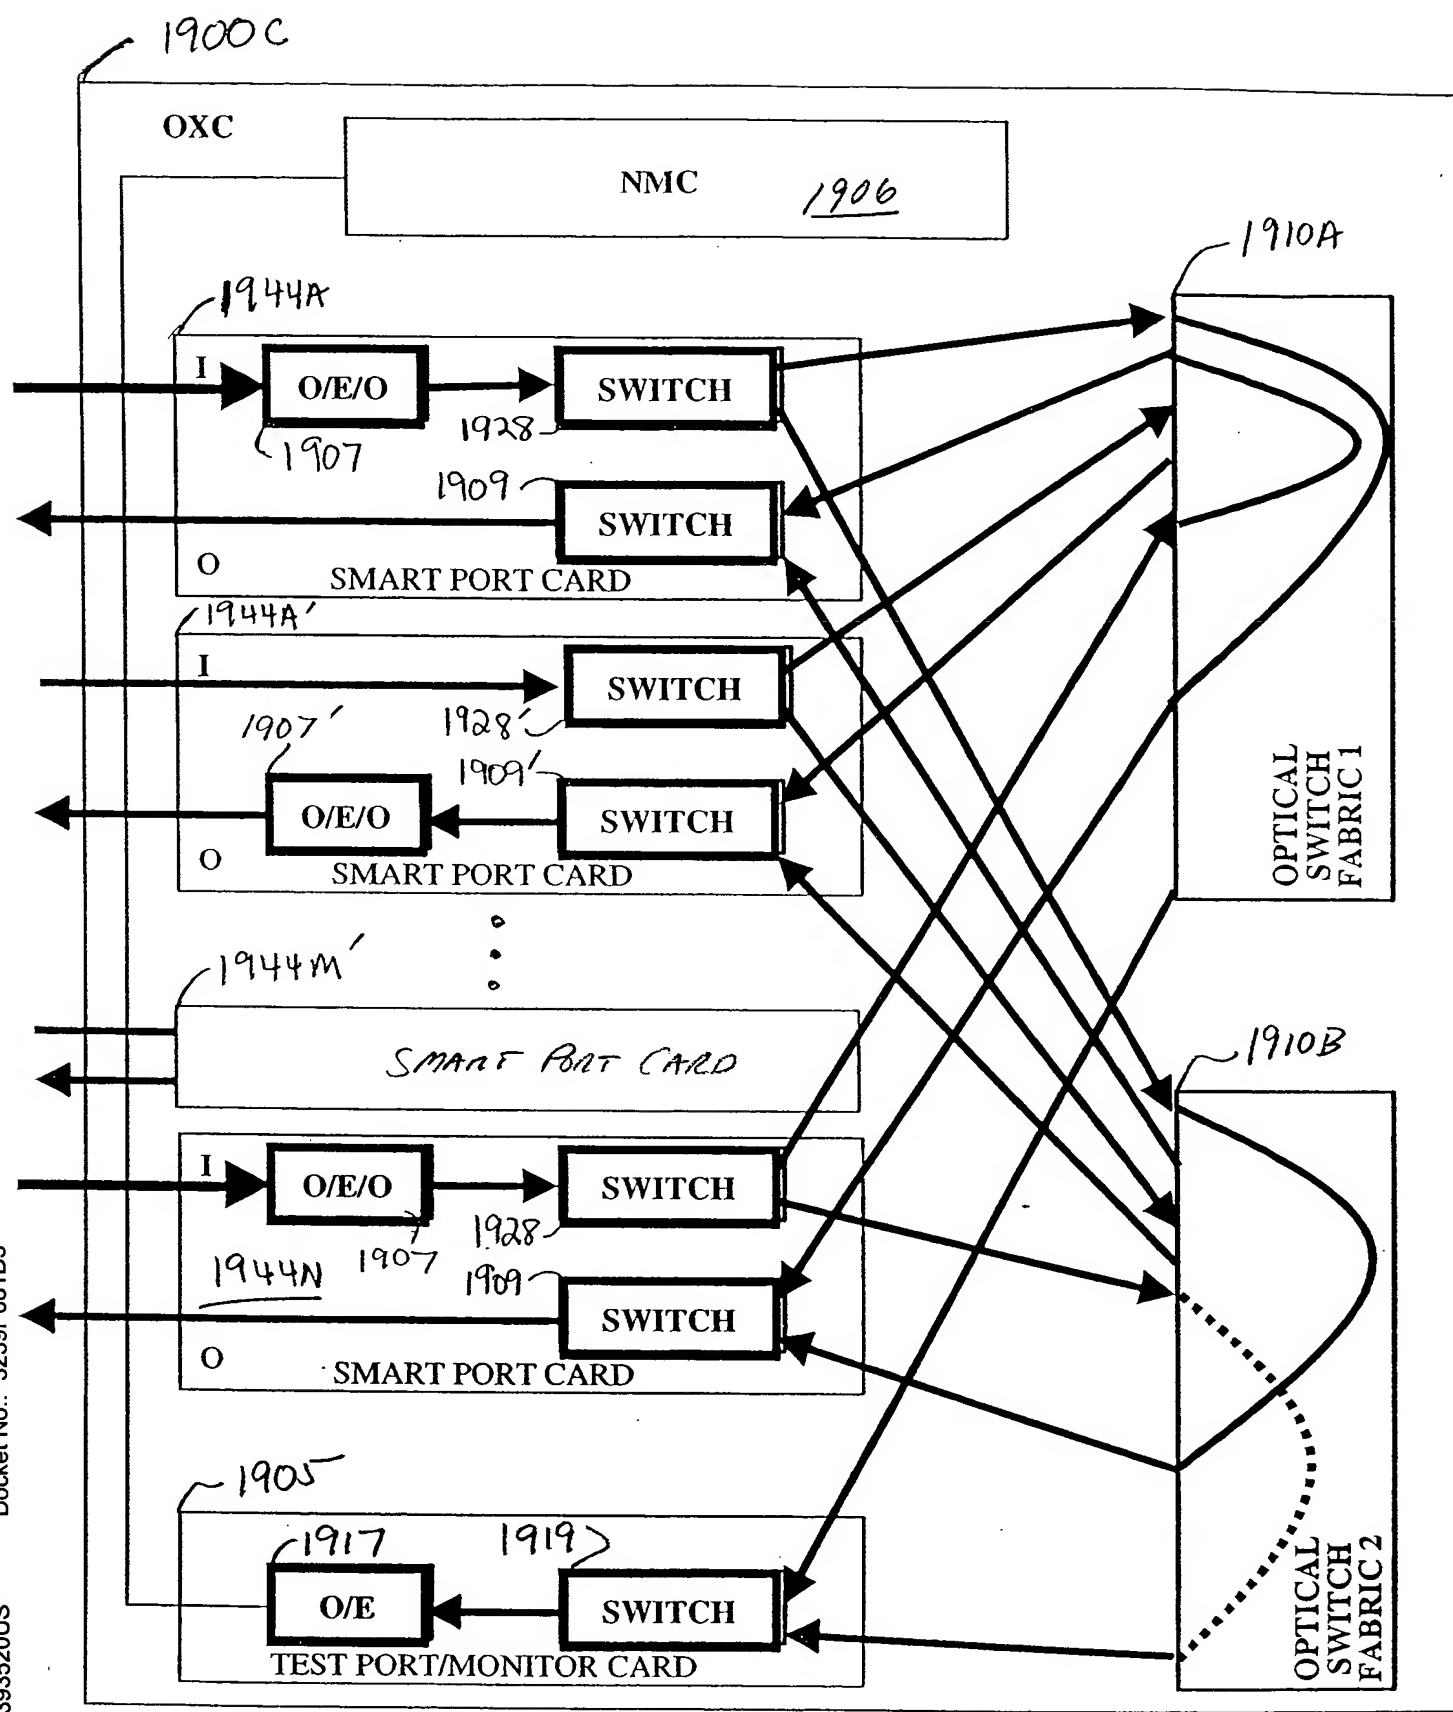 1900C
OXC
NMC
1906
1910A
1944A
I
O/E/O
SWITCH
1907
1928
1909
SWITCH
O
SMART PORT CARD
1944A'
I
SWITCH
1907'
1928'
1909'
O/E/O
SWITCH
O
SMART PORT CARD
OPTICAL
SWITCH
FABRIC 1
1944M'
SMART PORT CARD
1910B
I
O/E/O
SWITCH
1907
1928
1944N
1909
SWITCH
O
SMART PORT CARD
1905
1917
1919
O/E
SWITCH
TEST PORT/MONITOR CARD
OPTICAL
SWITCH
FABRIC 2
Docket No.: